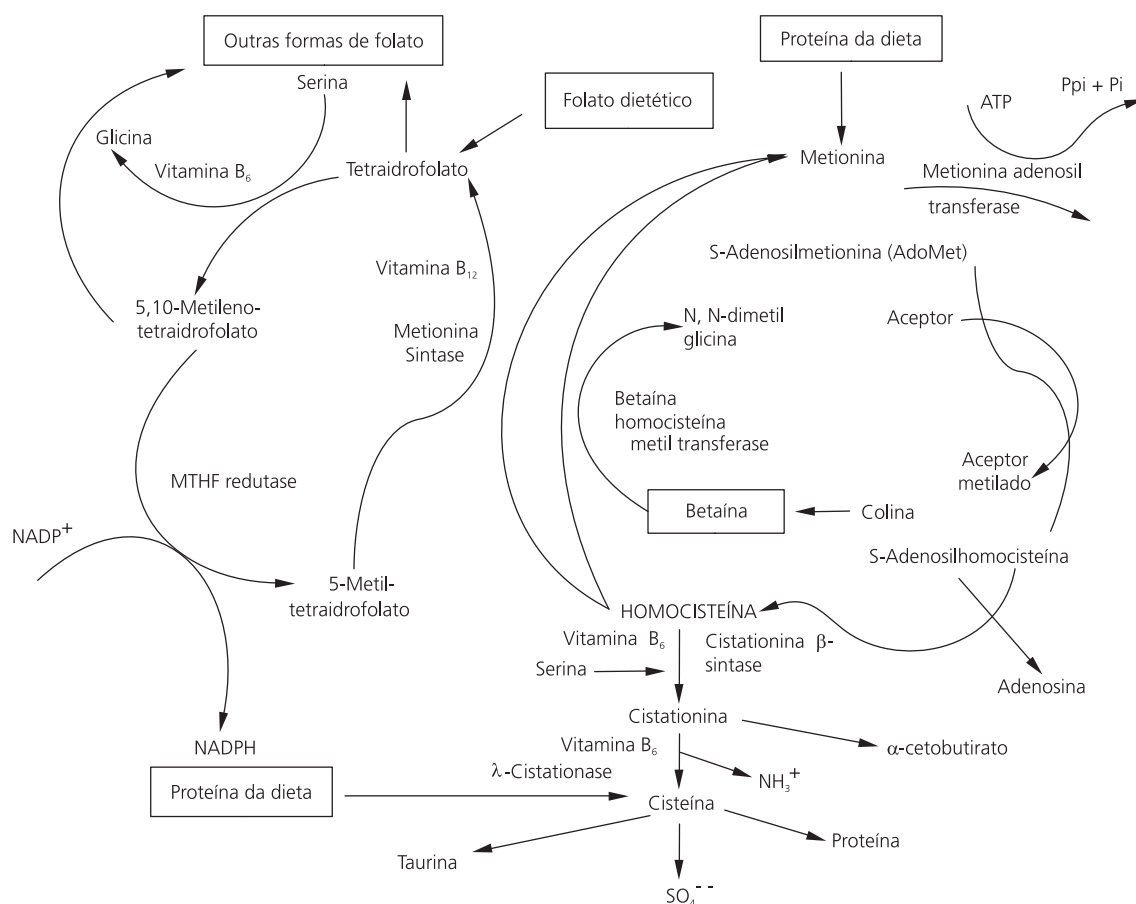 Outras formas de folato
Serina
Glicina
Vitamina B₆
Folato dietético
Tetraidrofolato
Vitamina B₁₂
5,10-Metileno-
tetraidrofolato
Metionina
Sintase
MTHF redutase
NADP⁺
5-Metil-
tetraidrofolato
NADPH
Proteína da dieta
Proteína da dieta
ATP
Ppi + Pi
Metionina
Metionina adenosil
transferase
S-Adenosilmetionina (AdoMet)
N, N-dimetil
glicina
Aceptor
Betaína
homocisteína
metil transferase
Aceptor
metilado
Betaína
Colina
S-Adenosilhomocisteína
HOMOCISTEÍNA
Vitamina B₆
Cistationina β-
sintase
Serina
Adenosina
Cistationina
Vitamina B₆
α-cetobutirato
λ-Cistationase
NH₃⁺
Cisteína
Taurina
Proteína
SO₄⁻⁻